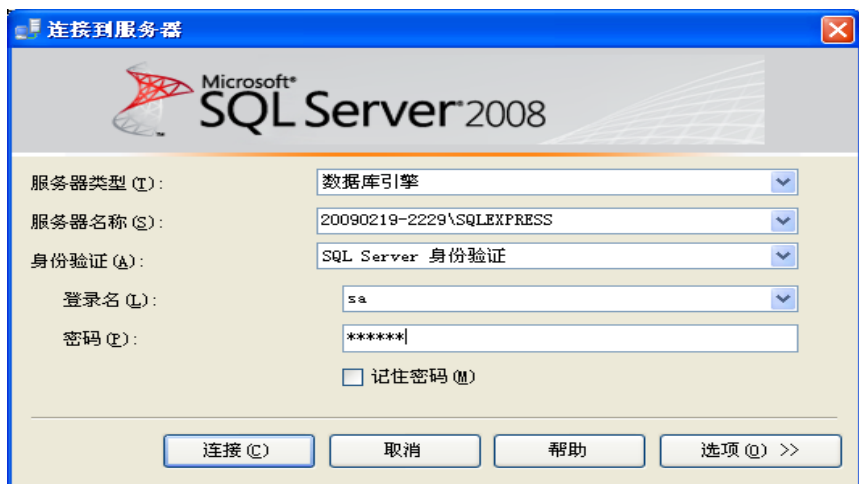 连接到服务器
Microsoft®
SQL Server® 2008
服务器类型(T): 数据库引擎
服务器名称(S): 20090219-2229\SQLEXPRESS
身份验证(A): SQL Server 身份验证
登录名(L): sa
密码(P): ******
记住密码(M)
连接(C) 取消 帮助 选项(O) >>